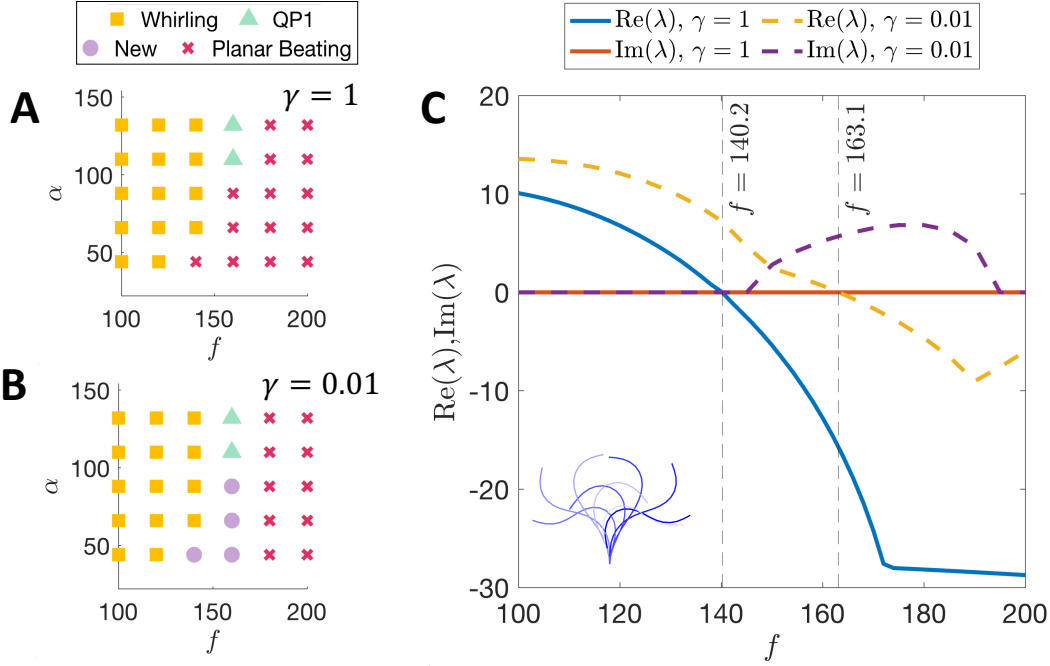 Whirling QP1
New Planar Beating
A
γ = 1
150
100
50
α
100 150 200
f
B
γ = 0.01
150
100
50
α
100 150 200
f
Re(λ), γ = 1 Re(λ), γ = 0.01
Im(λ), γ = 1 Im(λ), γ = 0.01
C
20
10
0
-10
-20
-30
Re(λ),Im(λ)
f = 140.2
f = 163.1
100 120 140 160 180 200
f